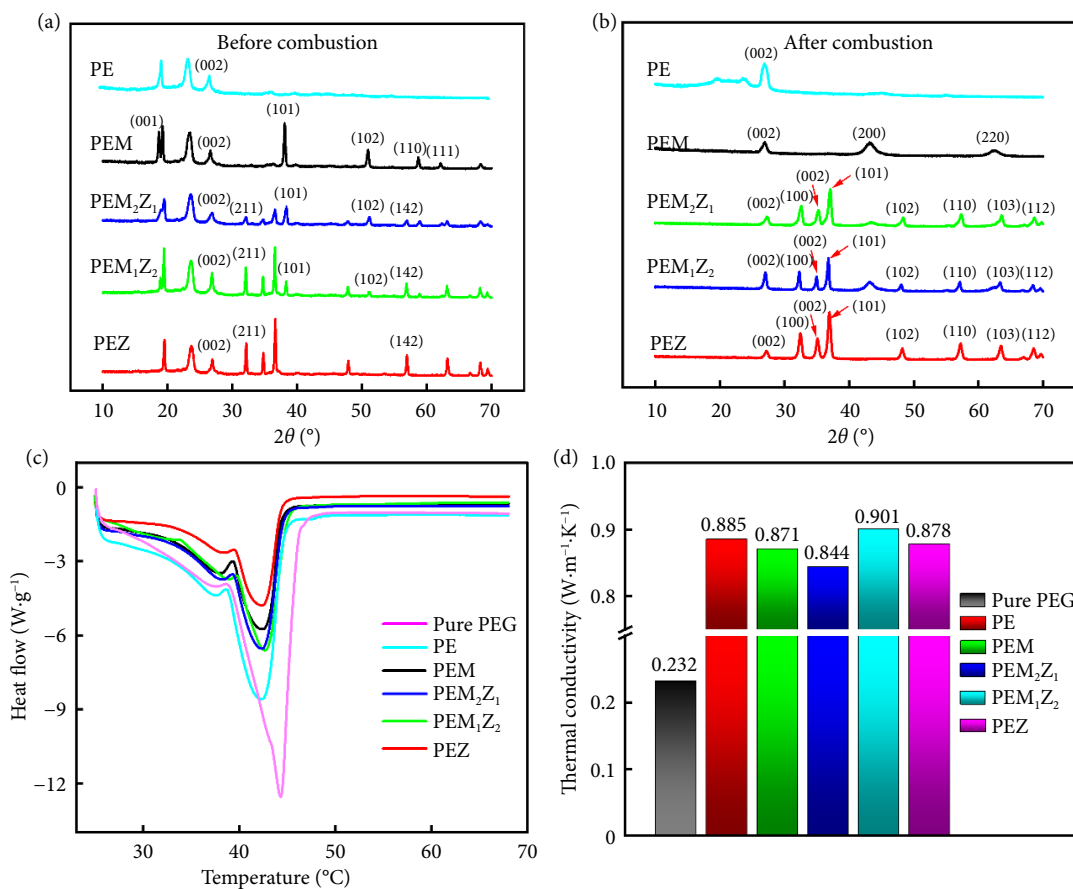 (a)
Before combustion
PE
(002)
PEM
(001)
(002)
(101)
(102)
(110)
(111)
PEM₂Z₁
(002)
(211)
(101)
(102)
(142)
PEM₁Z₂
(002)
(211)
(101)
(102)
(142)
PEZ
(002)
(211)
(142)
10 20 30 40 50 60 70
2θ (°)
(b)
After combustion
PE
(002)
PEM
(002)
(200)
(220)
PEM₂Z₁
(002)
(100)
(002)
(101)
(102)
(110)
(103)
(112)
PEM₁Z₂
(002)
(100)
(002)
(101)
(102)
(110)
(103)
(112)
PEZ
(002)
(100)
(002)
(101)
(102)
(110)
(103)
(112)
10 20 30 40 50 60 70
2θ (°)
(c)
Heat flow (W·g⁻¹)
0
−3
−6
−9
−12
Pure PEG
PE
PEM
PEM₂Z₁
PEM₁Z₂
PEZ
30 40 50 60 70
Temperature (°C)
(d)
Thermal conductivity (W·m⁻¹·K⁻¹)
1.0
0.9
0.8
0.2
0.1
0
0.232
0.885
0.871
0.844
0.901
0.878
Pure PEG
PE
PEM
PEM₂Z₁
PEM₁Z₂
PEZ